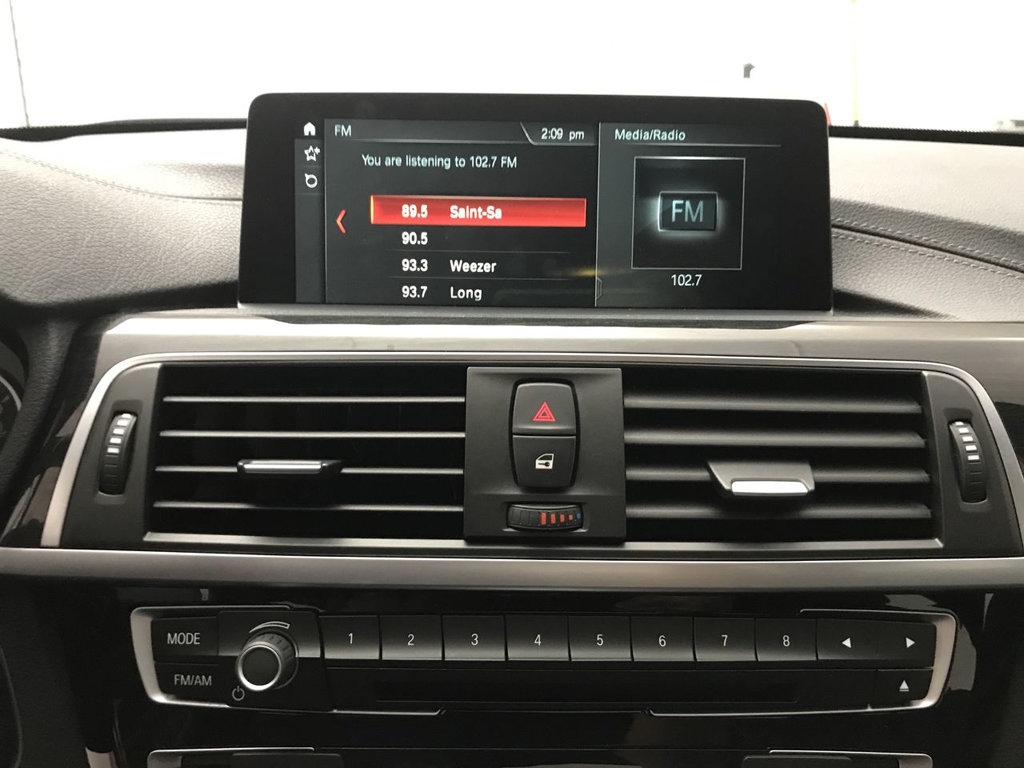 FM
2:09 pm
Media/Radio
You are listening to 102.7 FM
89.5 Saint-Sa
90.5
93.3 Weezer
93.7 Long
FM
102.7
MODE
1 2 3 4 5 6 7 8
FM/AM